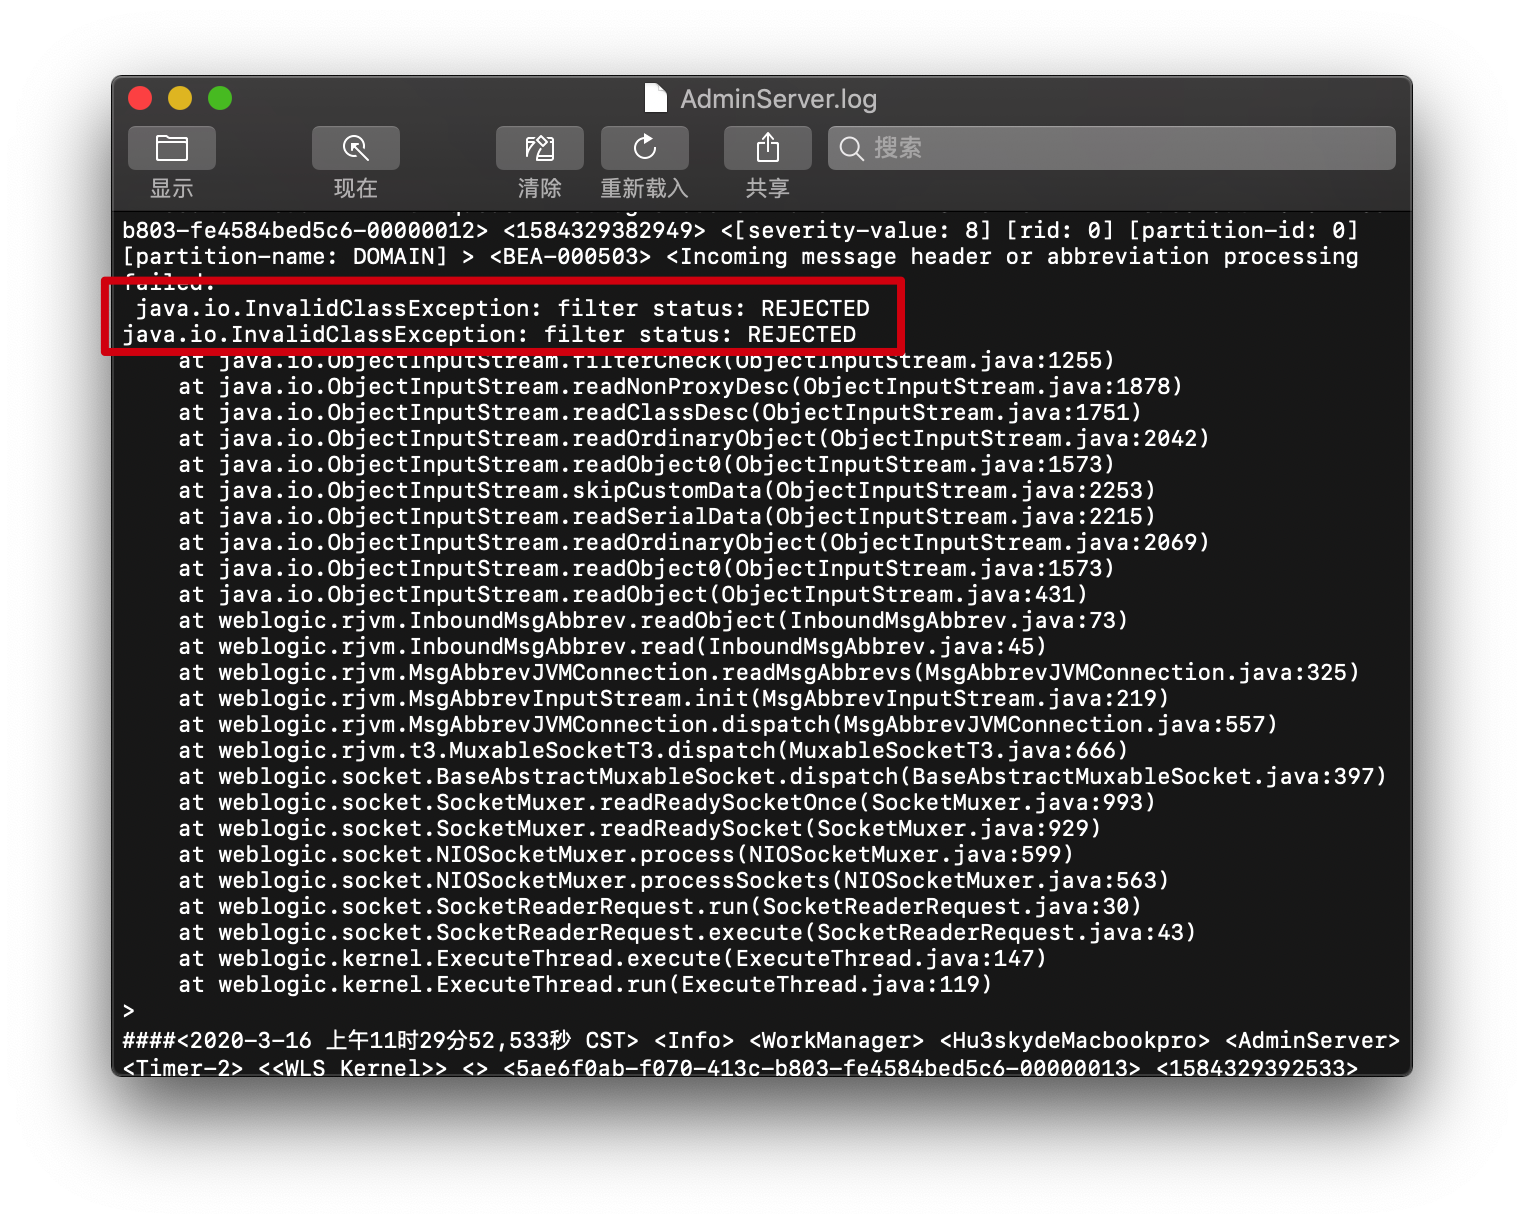 AdminServer.log
搜索
显示
现在
清除
重新载入
共享
b803-fe4584bed5c6-00000012> <1584329382949> <[severity-value: 8] [rid: 0] [partition-id: 0]
[partition-name: DOMAIN] > <BEA-000503> <Incoming message header or abbreviation processing
failed.
java.io.InvalidClassException: filter status: REJECTED
java.io.InvalidClassException: filter status: REJECTED
at java.io.ObjectInputStream.filterCheck(ObjectInputStream.java:1255)
at java.io.ObjectInputStream.readNonProxyDesc(ObjectInputStream.java:1878)
at java.io.ObjectInputStream.readClassDesc(ObjectInputStream.java:1751)
at java.io.ObjectInputStream.readOrdinaryObject(ObjectInputStream.java:2042)
at java.io.ObjectInputStream.readObject0(ObjectInputStream.java:1573)
at java.io.ObjectInputStream.skipCustomData(ObjectInputStream.java:2253)
at java.io.ObjectInputStream.readSerialData(ObjectInputStream.java:2215)
at java.io.ObjectInputStream.readOrdinaryObject(ObjectInputStream.java:2069)
at java.io.ObjectInputStream.readObject0(ObjectInputStream.java:1573)
at java.io.ObjectInputStream.readObject(ObjectInputStream.java:431)
at weblogic.rjvm.InboundMsgAbbrev.readObject(InboundMsgAbbrev.java:73)
at weblogic.rjvm.InboundMsgAbbrev.read(InboundMsgAbbrev.java:45)
at weblogic.rjvm.MsgAbbrevJVMConnection.readMsgAbbrevs(MsgAbbrevJVMConnection.java:325)
at weblogic.rjvm.MsgAbbrevInputStream.init(MsgAbbrevInputStream.java:219)
at weblogic.rjvm.MsgAbbrevJVMConnection.dispatch(MsgAbbrevJVMConnection.java:557)
at weblogic.rjvm.t3.MuxableSocketT3.dispatch(MuxableSocketT3.java:666)
at weblogic.socket.BaseAbstractMuxableSocket.dispatch(BaseAbstractMuxableSocket.java:397)
at weblogic.socket.SocketMuxer.readReadySocketOnce(SocketMuxer.java:993)
at weblogic.socket.SocketMuxer.readReadySocket(SocketMuxer.java:929)
at weblogic.socket.NIOSocketMuxer.process(NIOSocketMuxer.java:599)
at weblogic.socket.NIOSocketMuxer.processSockets(NIOSocketMuxer.java:563)
at weblogic.socket.SocketReaderRequest.run(SocketReaderRequest.java:30)
at weblogic.socket.SocketReaderRequest.execute(SocketReaderRequest.java:43)
at weblogic.kernel.ExecuteThread.execute(ExecuteThread.java:147)
at weblogic.kernel.ExecuteThread.run(ExecuteThread.java:119)
>
####<2020-3-16 上午11时29分52,533秒 CST> <Info> <WorkManager> <Hu3skydeMacbookpro> <AdminServer>
<Timer-2> <<WLS Kernel>> <> <5ae6f0ab-f070-413c-b803-fe4584bed5c6-00000013> <1584329392533>